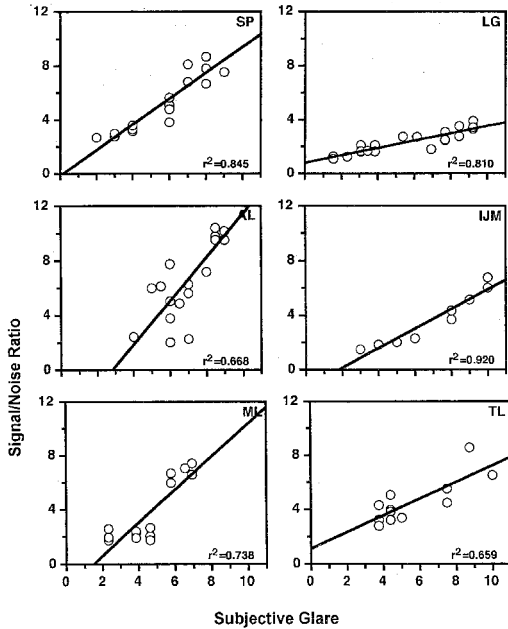 12
SP
8
4
0
r²=0.845
12
LG
8
4
0
r²=0.810
12
8
4
0
r²=0.668
12
IJM
8
4
0
r²=0.920
12
ML
8
4
0
r²=0.738
0 2 4 6 8 10
12
TL
8
4
0
r²=0.659
0 2 4 6 8 10
Signal/Noise Ratio
Subjective Glare